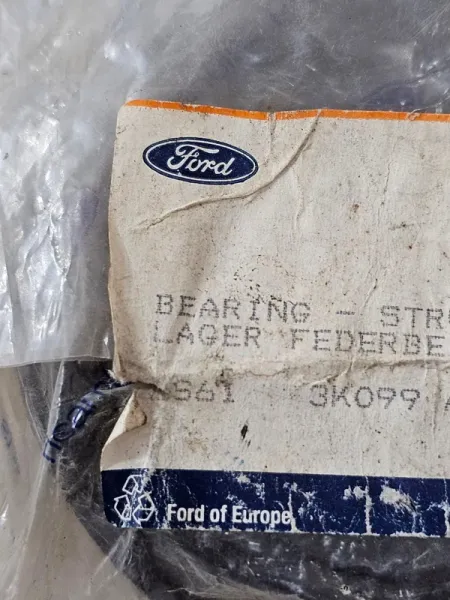 Ford
BEARING - STR
LAGER FEDERBE
S61 3K099 A
Ford of Europe